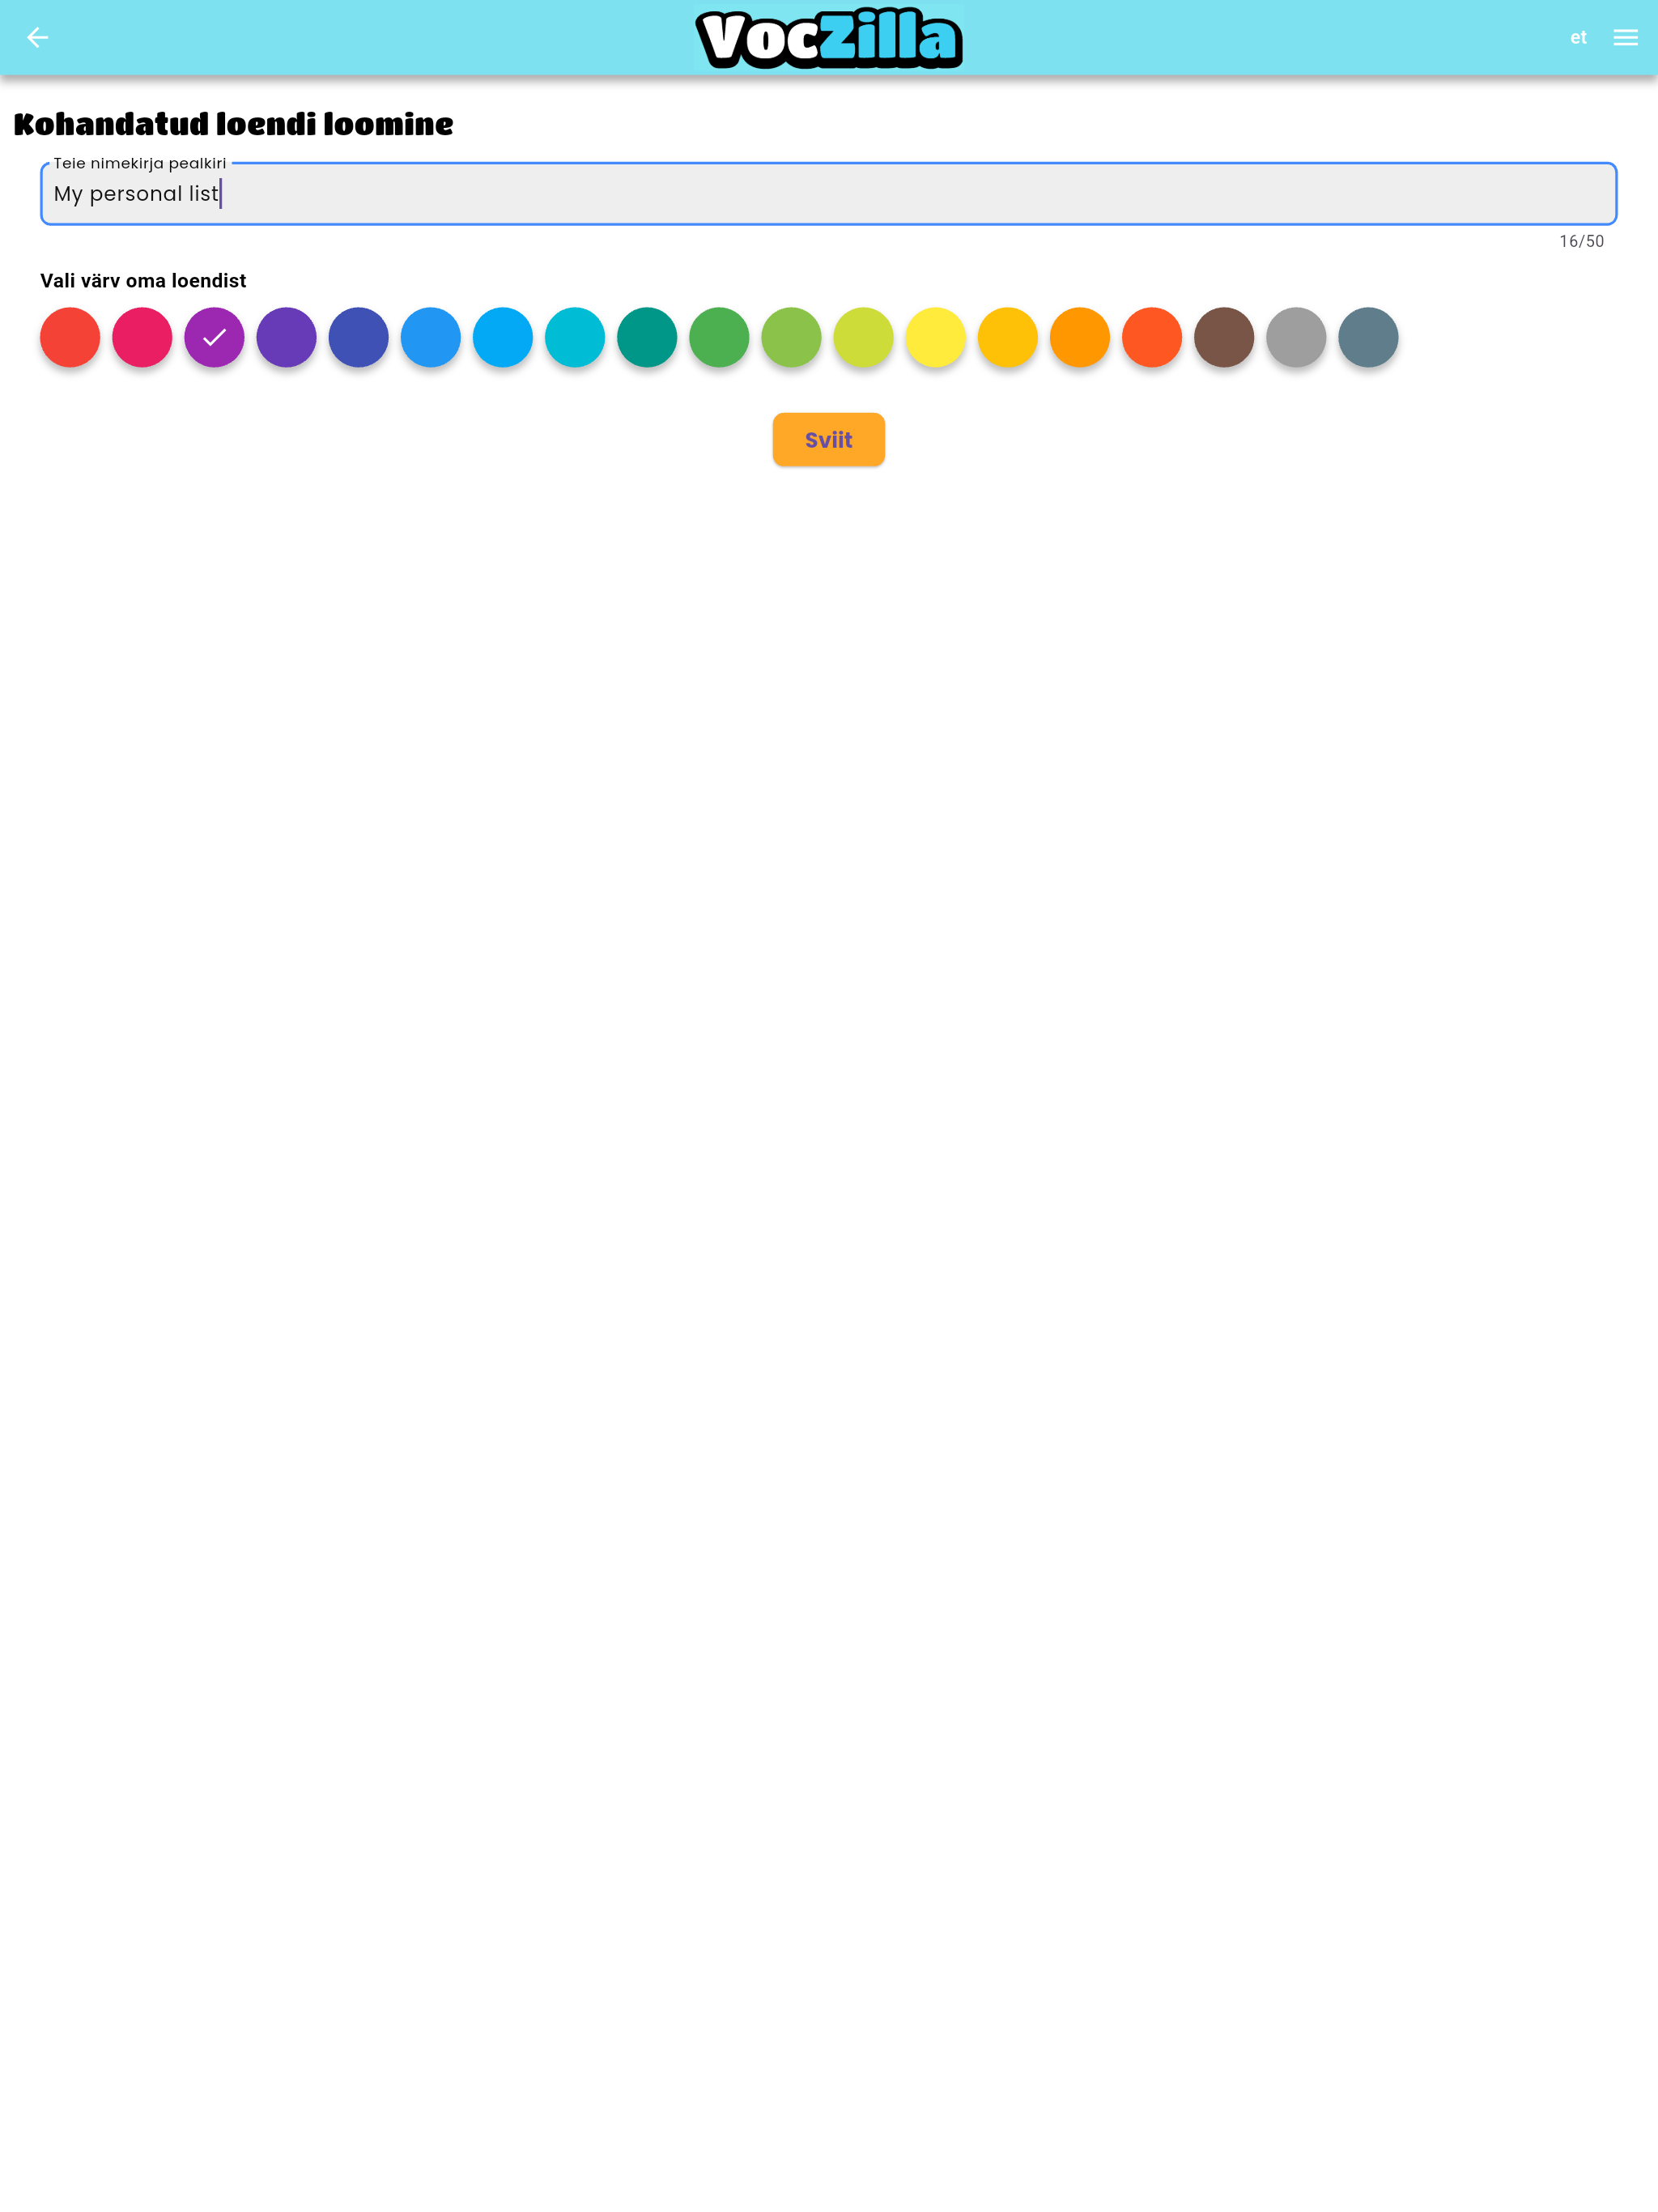 VocZilla
et
Kohandatud loendi loomine
Teie nimekirja pealkiri
My personal list
16/50
Vali värv oma loendist
Sviit